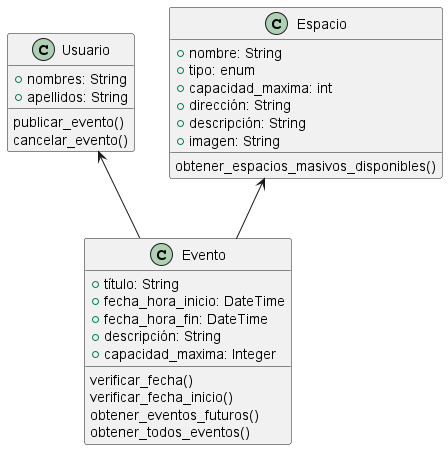 C Usuario
+ nombres: String
+ apellidos: String
publicar_evento()
cancelar_evento()
C Espacio
nombre: String
tipo: enum
capacidad_maxima: int
dirección: String
descripción: String
imagen: String
obtener_espacios_masivos_disponibles()
C Evento
título: String
fecha_hora_inicio: DateTime
fecha_hora_fin: DateTime
descripción: String
capacidad_maxima: Integer
verificar_fecha()
verificar_fecha_inicio()
obtener_eventos_futuros()
obtener_todos_eventos()